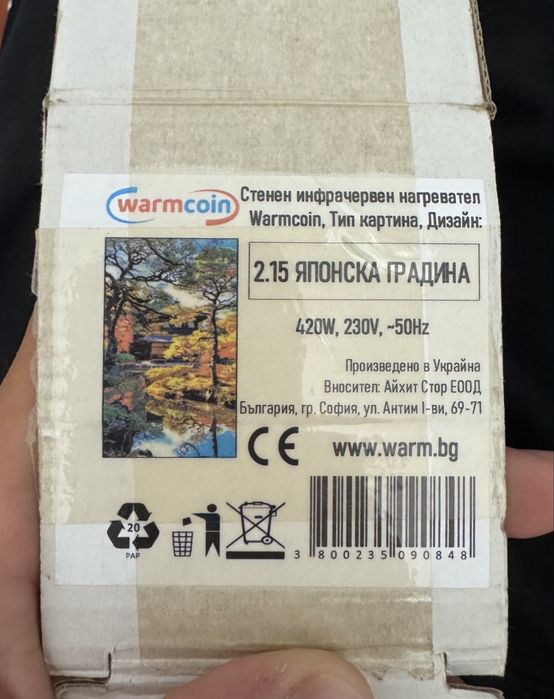 warmcoin
Стенен инфрачервен нагревател
Warmcoin, Тип картина, Дизайн:
2.15 ЯПОНСКА ГРАДИНА
420W, 230V, ~50Hz
Произведено в Украйна
Вносител: Айхит Стор ЕООД
България, гр. София, ул. Антим I-ви, 69-71
CE
www.warm.bg
20
PAP
3 800235 090848